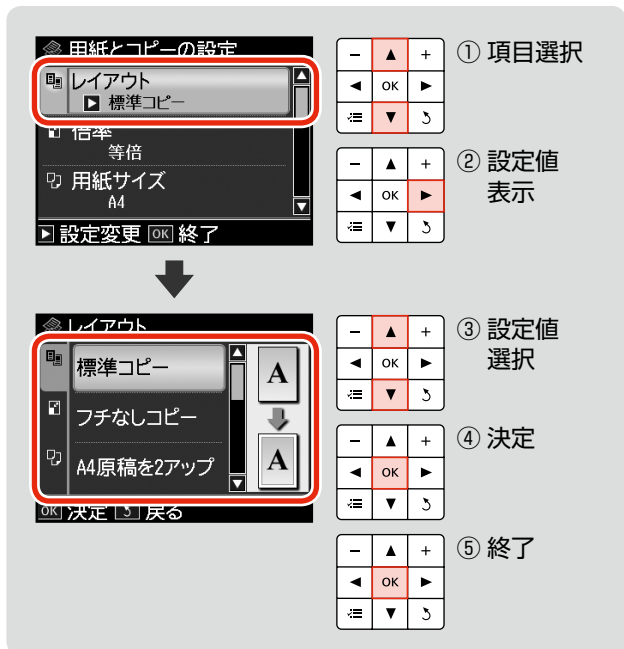 用紙とコピーの設定
レイアウト
標準コピー
倍率
等倍
用紙サイズ
A4
設定変更 OK 終了
− ▲ +
◀ OK ▶
▼
① 項目選択
− ▲ +
◀ OK ▶
▼
② 設定値
表示
レイアウト
標準コピー
フチなしコピー
A4原稿を2アップ
A
A
OK 決定 戻る
− ▲ +
◀ OK ▶
▼
③ 設定値
選択
− ▲ +
◀ OK ▶
▼
④ 決定
− ▲ +
◀ OK ▶
▼
⑤ 終了